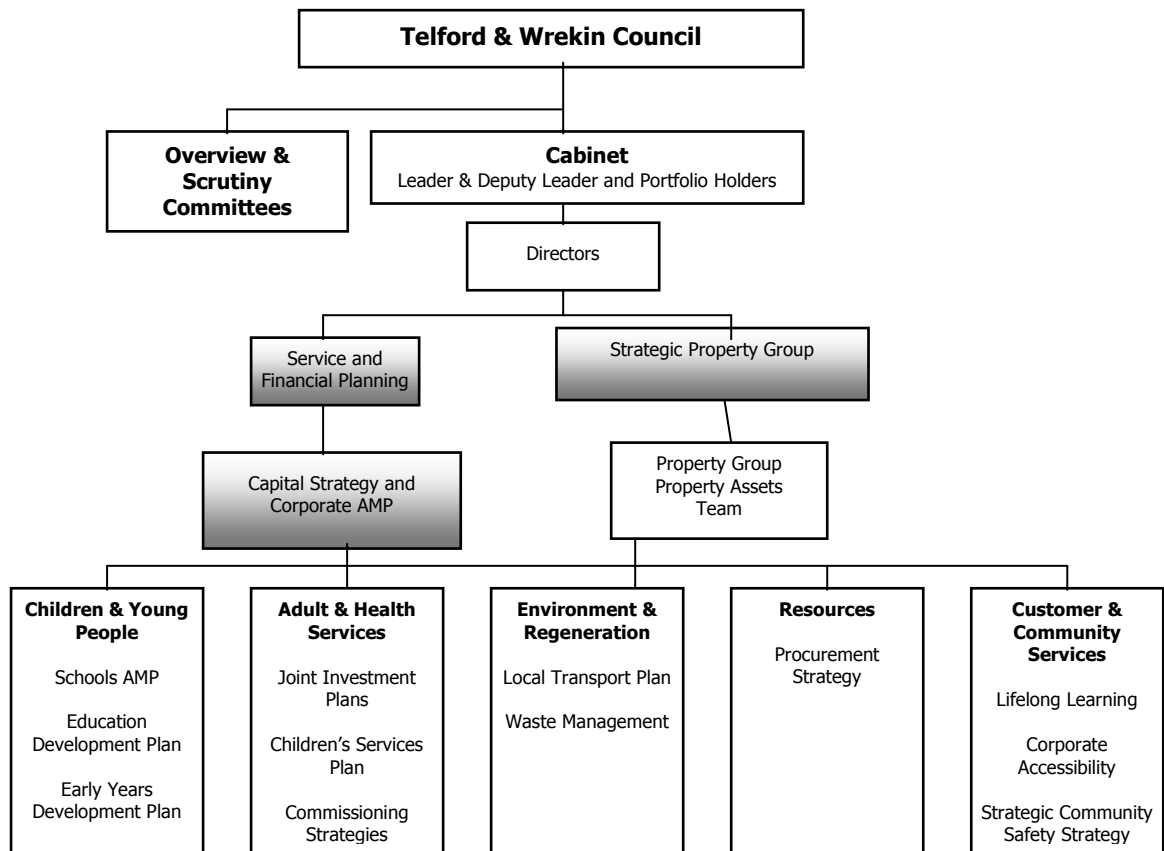 Telford & Wrekin Council
Overview &
Scrutiny
Committees
Cabinet
Leader & Deputy Leader and Portfolio Holders
Directors
Service and
Financial Planning
Strategic Property Group
Capital Strategy and
Corporate AMP
Property Group
Property Assets
Team
Children & Young
People
Schools AMP
Education
Development Plan
Early Years
Development Plan
Adult & Health
Services
Joint Investment
Plans
Children’s Services
Plan
Commissioning
Strategies
Environment &
Regeneration
Local Transport Plan
Waste Management
Resources
Procurement
Strategy
Customer &
Community
Services
Lifelong Learning
Corporate
Accessibility
Strategic Community
Safety Strategy